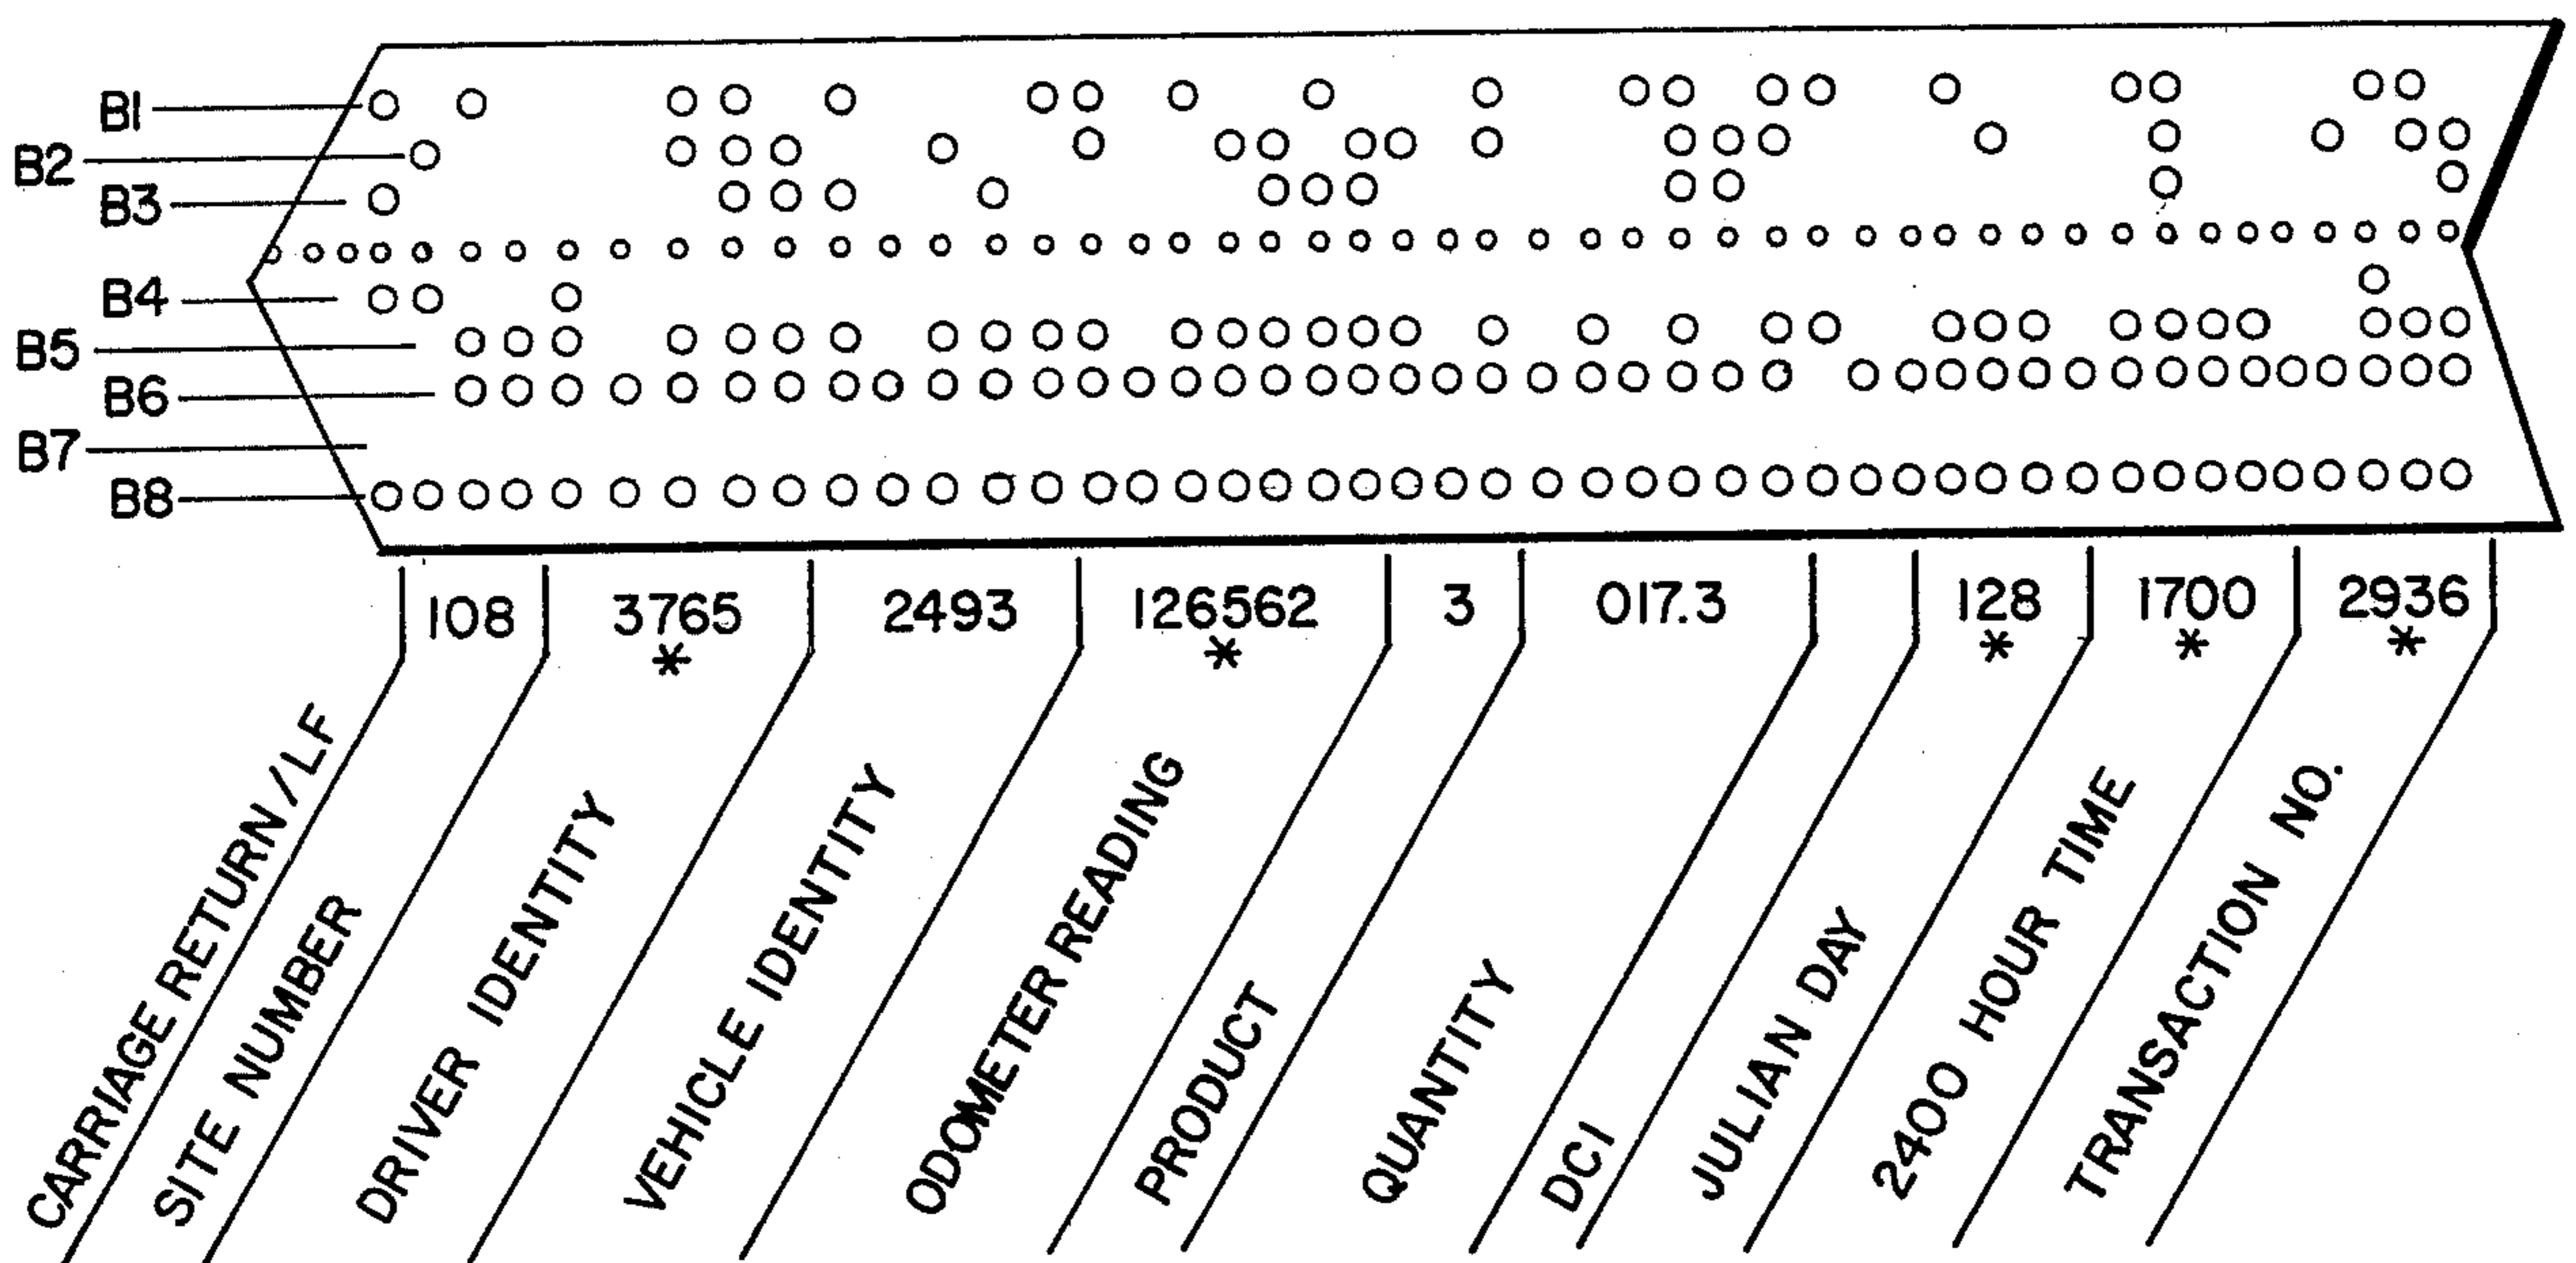 B1
B2
B3
B4
B5
B6
B7
B8
108 3765 2493 126562 3 017.3 128 1700 2936
* * * * *
CARRIAGE RETURN/LF
SITE NUMBER
DRIVER IDENTITY
VEHICLE IDENTITY
ODOMETER READING
PRODUCT
QUANTITY
DC1
JULIAN DAY
2400 HOUR TIME
TRANSACTION NO.